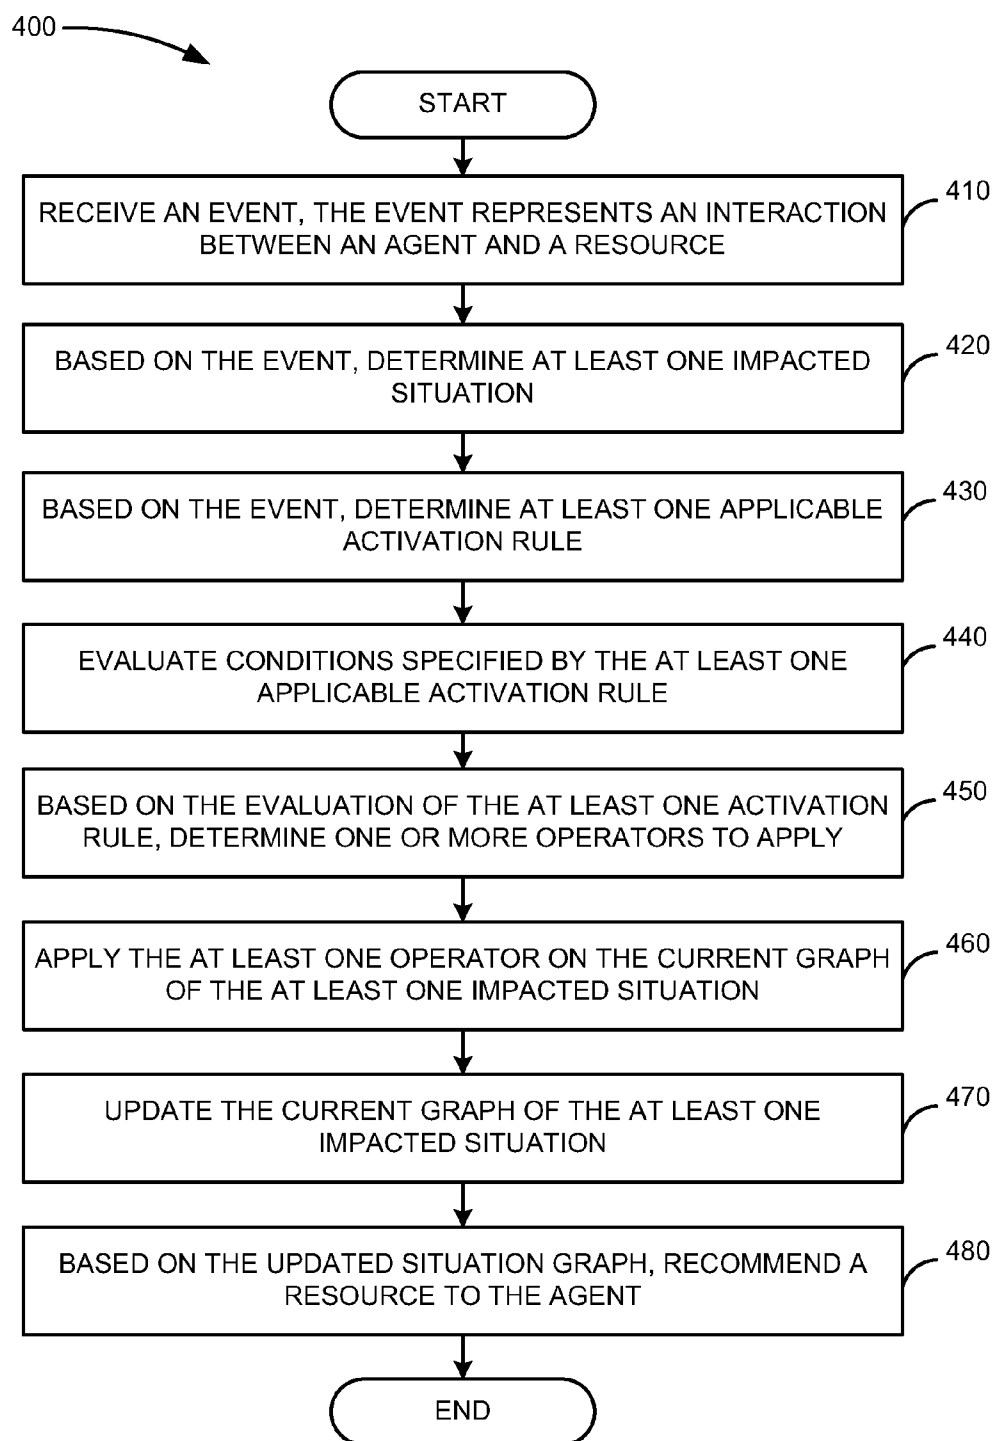 400
START
RECEIVE AN EVENT, THE EVENT REPRESENTS AN INTERACTION
BETWEEN AN AGENT AND A RESOURCE
410
BASED ON THE EVENT, DETERMINE AT LEAST ONE IMPACTED
SITUATION
420
BASED ON THE EVENT, DETERMINE AT LEAST ONE APPLICABLE
ACTIVATION RULE
430
EVALUATE CONDITIONS SPECIFIED BY THE AT LEAST ONE
APPLICABLE ACTIVATION RULE
440
BASED ON THE EVALUATION OF THE AT LEAST ONE ACTIVATION
RULE, DETERMINE ONE OR MORE OPERATORS TO APPLY
450
APPLY THE AT LEAST ONE OPERATOR ON THE CURRENT GRAPH
OF THE AT LEAST ONE IMPACTED SITUATION
460
UPDATE THE CURRENT GRAPH OF THE AT LEAST ONE
IMPACTED SITUATION
470
BASED ON THE UPDATED SITUATION GRAPH, RECOMMEND A
RESOURCE TO THE AGENT
480
END